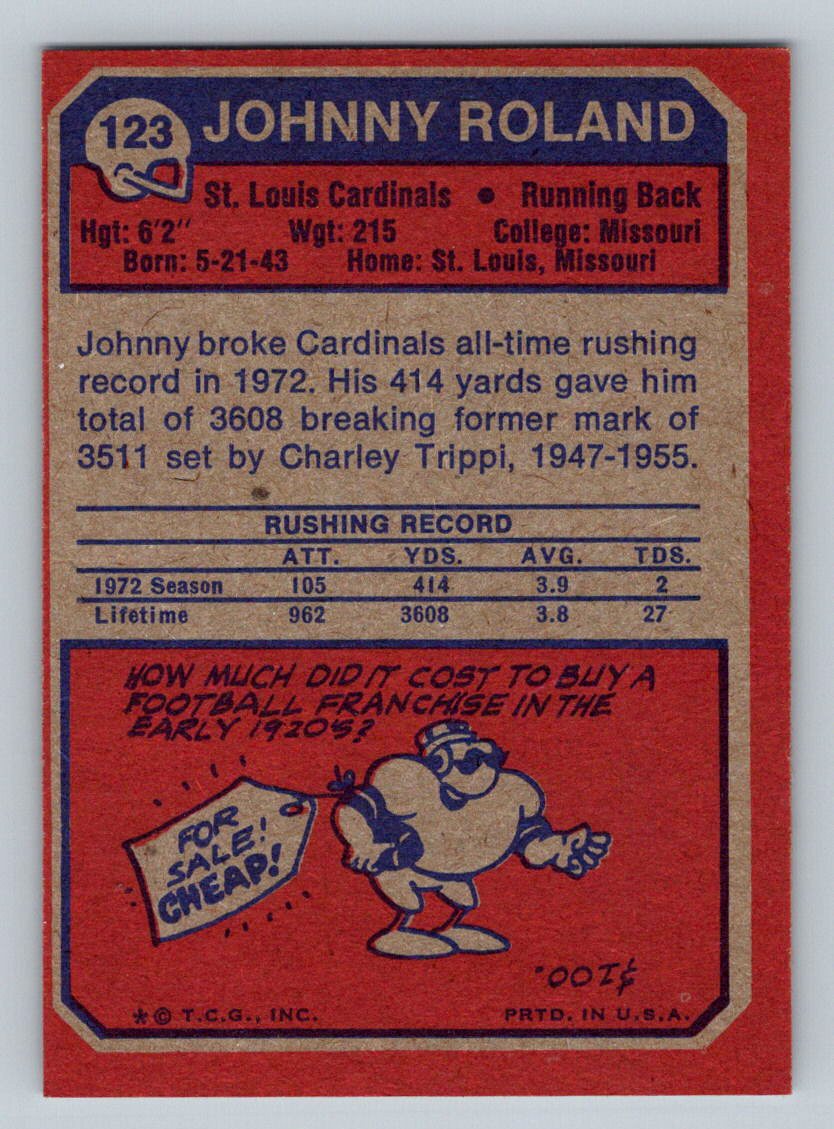 123
JOHNNY ROLAND
St. Louis Cardinals • Running Back
Hgt: 6'2" Wgt: 215 College: Missouri
Born: 5-21-43 Home: St. Louis, Missouri
Johnny broke Cardinals all-time rushing
record in 1972. His 414 yards gave him
total of 3608 breaking former mark of
3511 set by Charley Trippi, 1947-1955.
RUSHING RECORD
ATT. YDS. AVG. TDS.
1972 Season 105 414 3.9 2
Lifetime 962 3608 3.8 27
HOW MUCH DID IT COST TO BUY A
FOOTBALL FRANCHISE IN THE
EARLY 1920'S?
FOR
SALE!
CHEAP!
$100.
* © T.C.G., INC. PRTD. IN U.S.A.
D